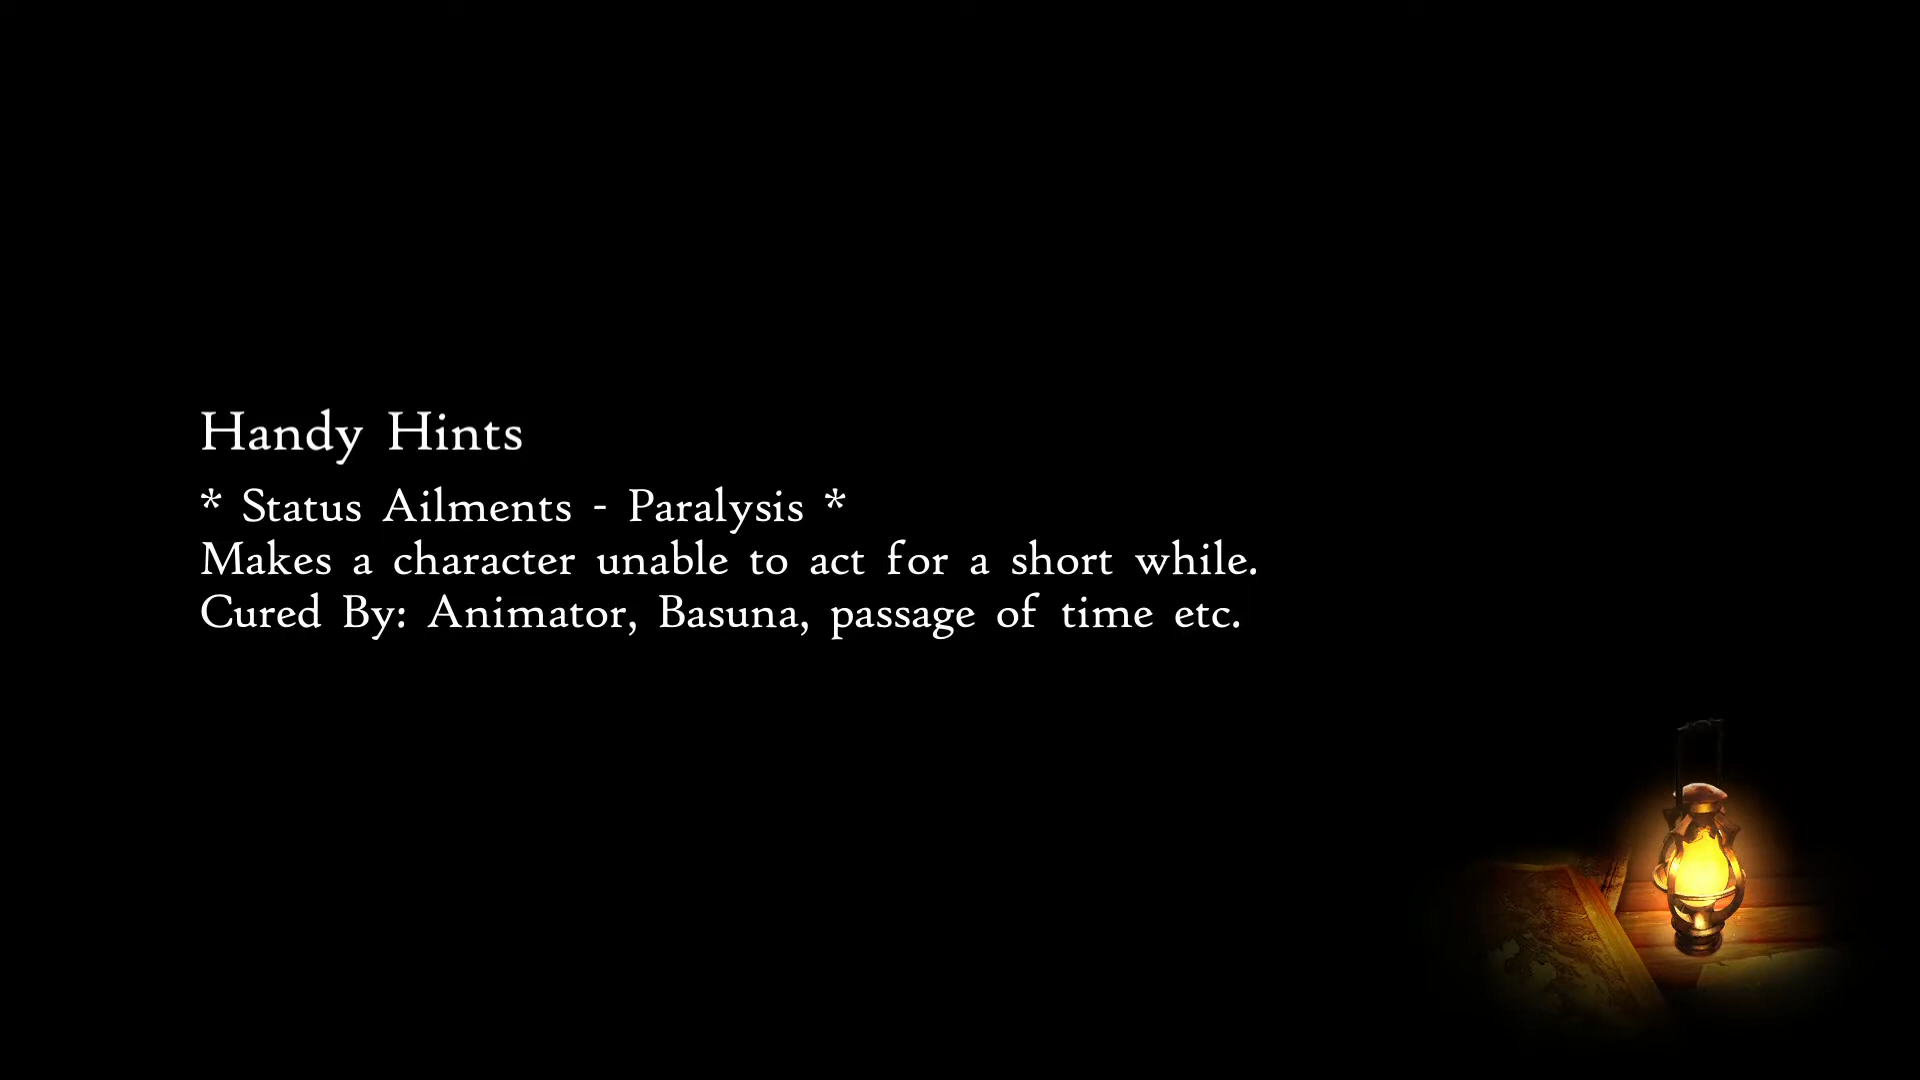 Handy Hints
* Status Ailments - Paralysis *
Makes a character unable to act for a short while.
Cured By: Animator, Basuna, passage of time etc.